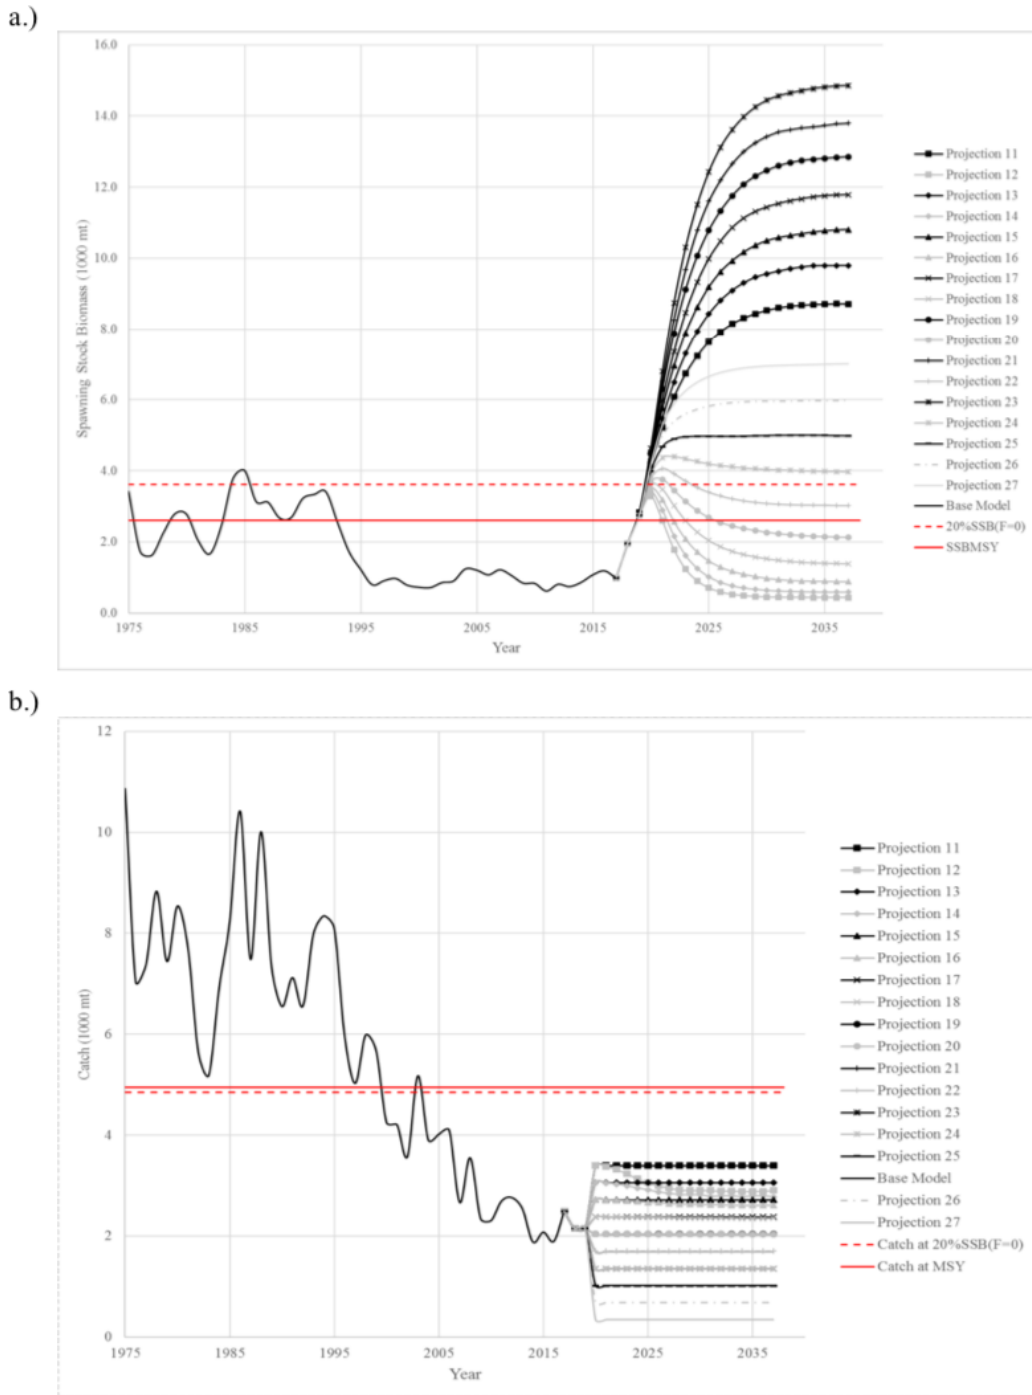 a.)
16.0
14.0
12.0
10.0
8.0
6.0
4.0
2.0
0.0
Spawning Stock Biomass (1000 mt)
1975 1985 1995 2005 2015 2025 2035
Year
Projection 11
Projection 12
Projection 13
Projection 14
Projection 15
Projection 16
Projection 17
Projection 18
Projection 19
Projection 20
Projection 21
Projection 22
Projection 23
Projection 24
Projection 25
Projection 26
Projection 27
Base Model
20%SSB(F=0)
SSBMSY
b.)
12
10
8
6
4
2
0
Catch (1000 mt)
1975 1985 1995 2005 2015 2025 2035
Year
Projection 11
Projection 12
Projection 13
Projection 14
Projection 15
Projection 16
Projection 17
Projection 18
Projection 19
Projection 20
Projection 21
Projection 22
Projection 23
Projection 24
Projection 25
Base Model
Projection 26
Projection 27
Catch at 20%SSB(F=0)
Catch at MSY